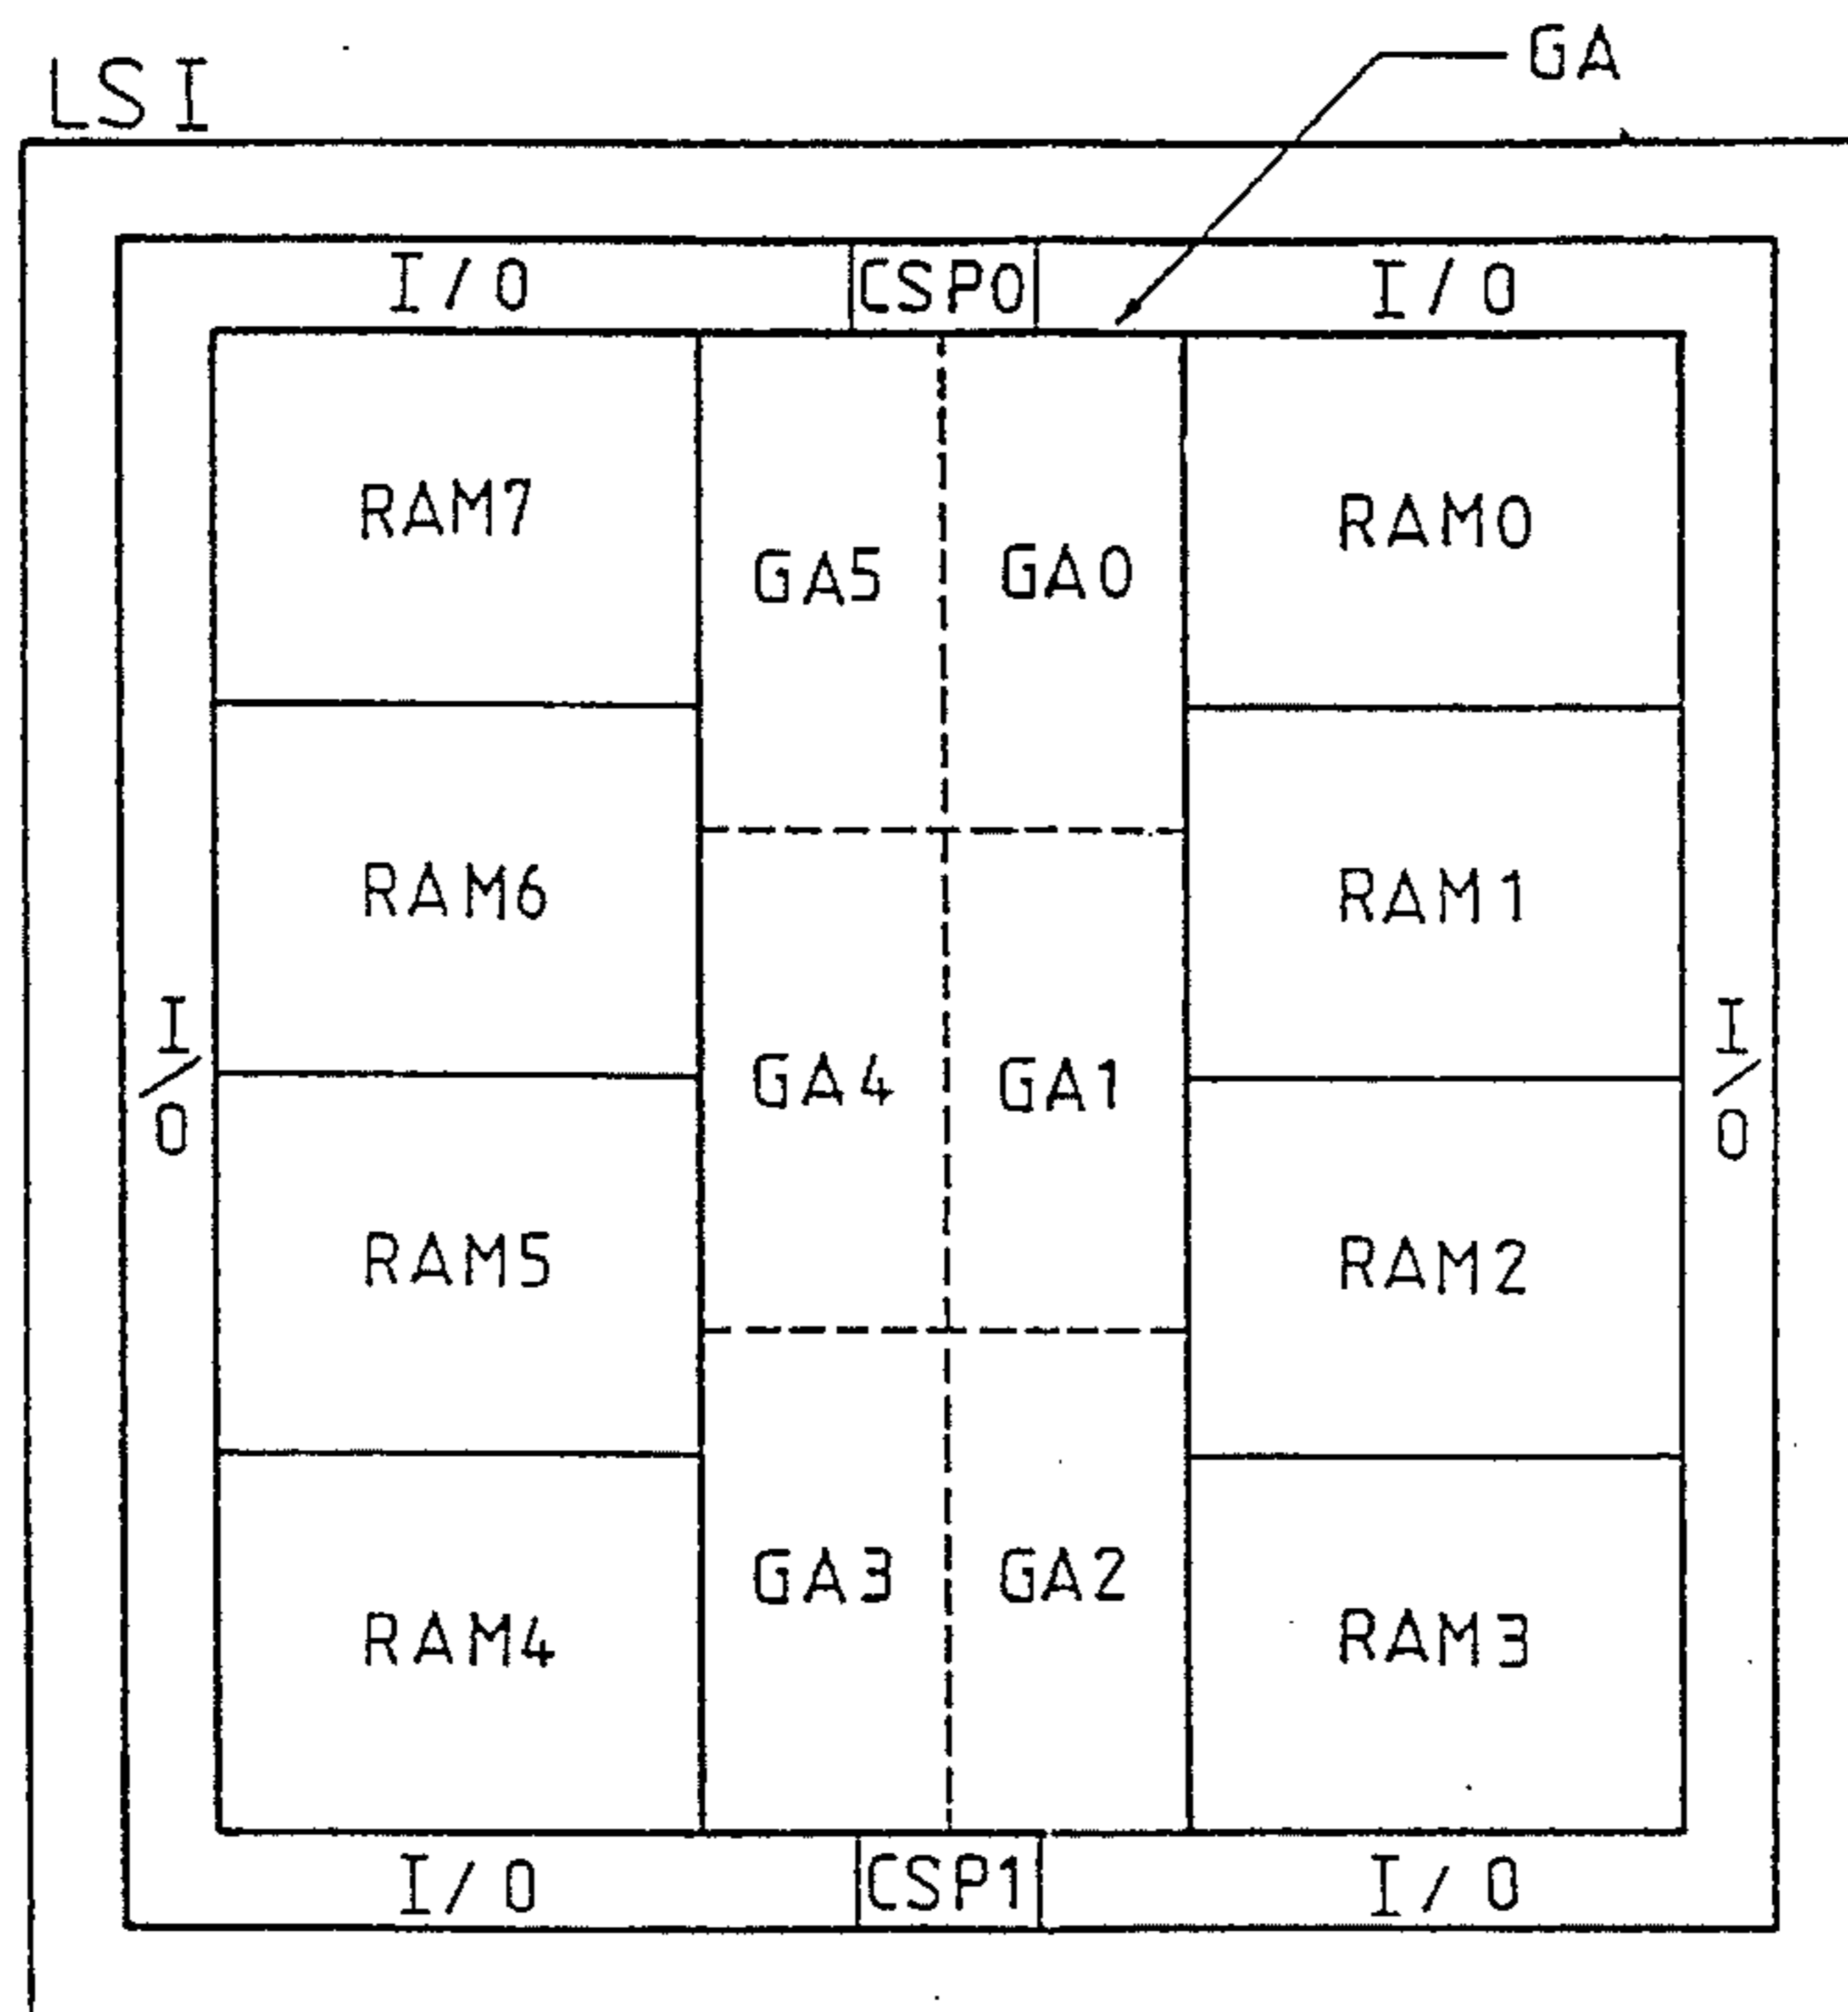 GA
LSI
I/O CSP0 I/O
RAM7 RAM0
GA5 GA0
RAM6 RAM1
I/O GA4 GA1 I/O
RAM5 RAM2
GA3 GA2
RAM4 RAM3
I/O CSP1 I/O